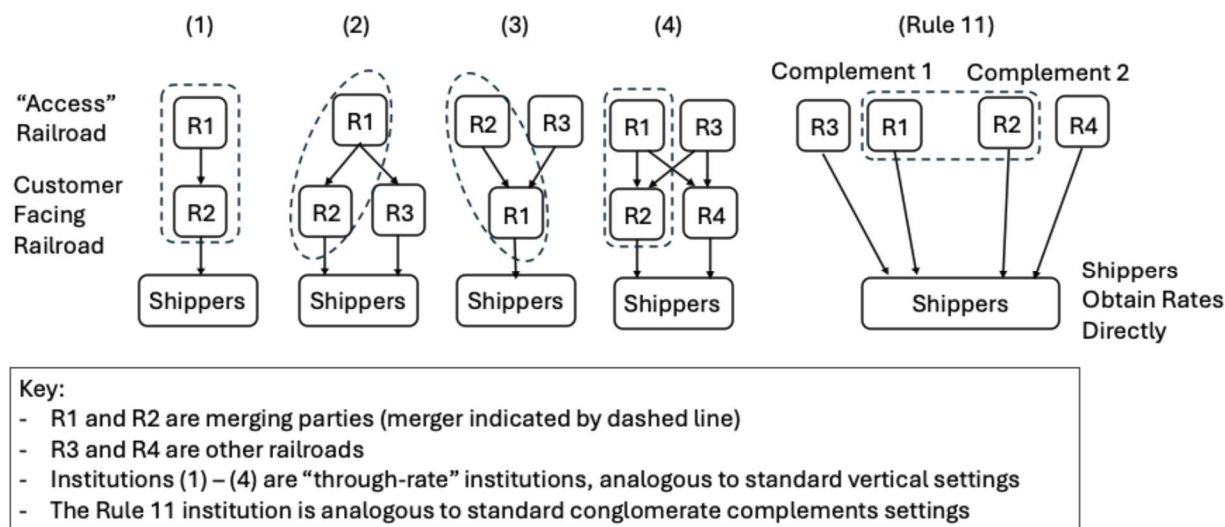 (1) (2) (3) (4) (Rule 11)
Complement 1 Complement 2
“Access”
Railroad
R1 R1 R2 R3 R1 R3 R3 R1 R2 R4
Customer
Facing
Railroad
R2 R2 R3 R1 R2 R4
Shippers Shippers Shippers Shippers Shippers
Shippers
Obtain Rates
Directly
Key:
- R1 and R2 are merging parties (merger indicated by dashed line)
- R3 and R4 are other railroads
- Institutions (1) – (4) are “through-rate” institutions, analogous to standard vertical settings
- The Rule 11 institution is analogous to standard conglomerate complements settings